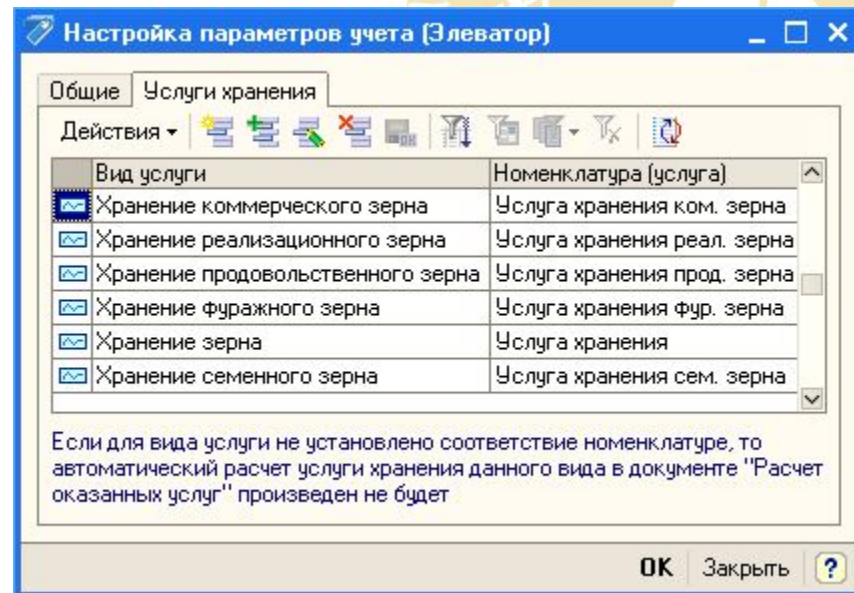 Настройка параметров учета (Элеватор)
Общие Услуги хранения
Действия
Вид услуги Номенклатура (услуга)
Хранение коммерческого зерна Услуга хранения ком. зерна
Хранение реализационного зерна Услуга хранения реал. зерна
Хранение продовольственного зерна Услуга хранения прод. зерна
Хранение фуражного зерна Услуга хранения фур. зерна
Хранение зерна Услуга хранения
Хранение семенного зерна Услуга хранения сем. зерна
Если для вида услуги не установлено соответствие номенклатуре, то
автоматический расчет услуги хранения данного вида в документе "Расчет
оказанных услуг" произведен не будет
OK Закрыть ?